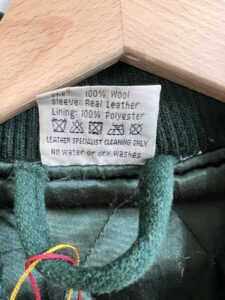 Shell: 100% Wool
Sleeve: Real Leather
Lining: 100% Polyester
LEATHER SPECIALIST CLEANING ONLY
No water or dry washes